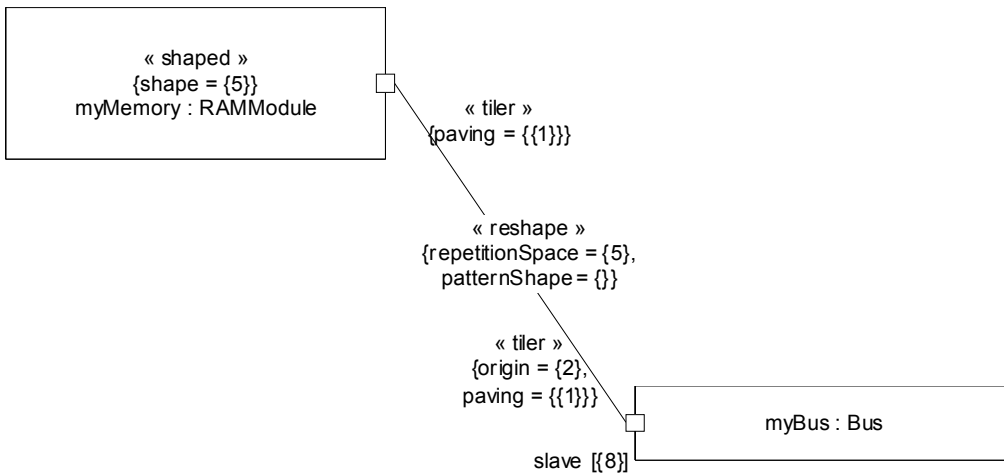 « shaped »
{shape = {5}}
myMemory : RAMModule
« tiler »
{paving = {{1}}}
« reshape »
{repetitionSpace = {5},
patternShape = {}}
« tiler »
{origin = {2},
paving = {{1}}}
myBus : Bus
slave [{8}]